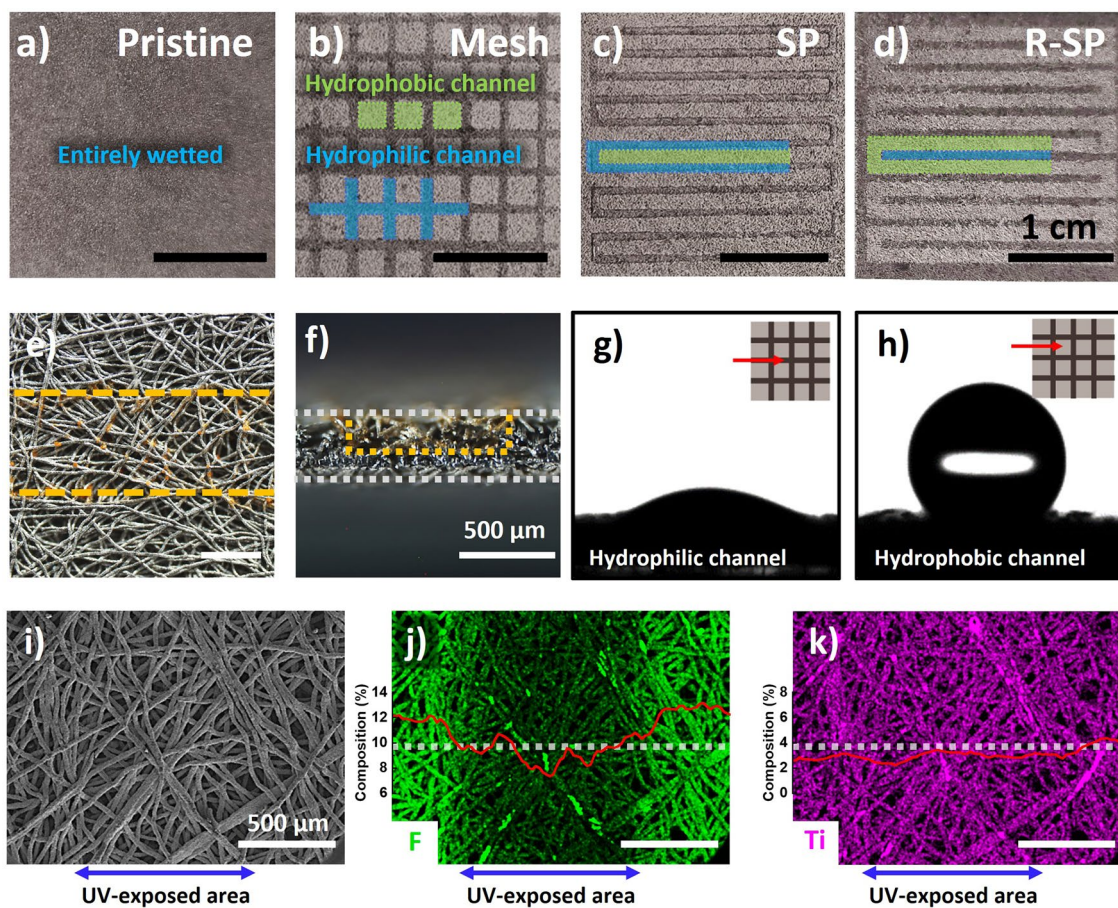 a) Pristine
Entirely wetted
b) Mesh
Hydrophobic channel
Hydrophilic channel
c) SP
d) R-SP
1 cm
e)
f)
500 μm
g)
Hydrophilic channel
h)
Hydrophobic channel
i)
500 μm
UV-exposed area
j)
Composition (%)
14
12
10
8
6
F
UV-exposed area
k)
Composition (%)
8
6
4
2
0
Ti
UV-exposed area